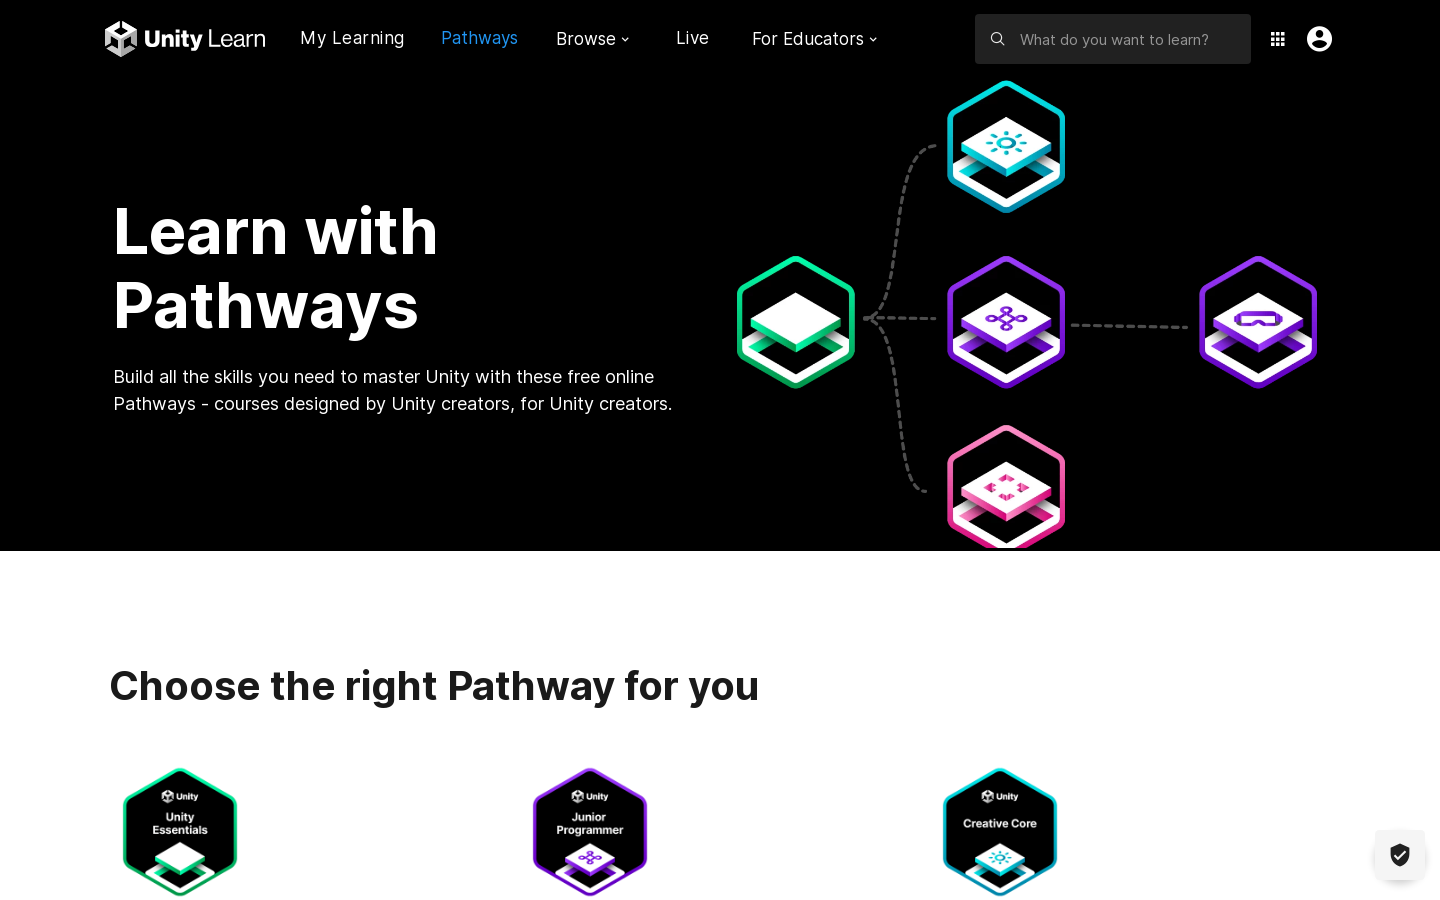 Unity Learn
My Learning
Pathways
Browse
Live
For Educators
What do you want to learn?
Learn with
Pathways
Build all the skills you need to master Unity with these free online
Pathways - courses designed by Unity creators, for Unity creators.
Choose the right Pathway for you
Unity
Unity
Essentials
Unity
Junior
Programmer
Unity
Creative Core